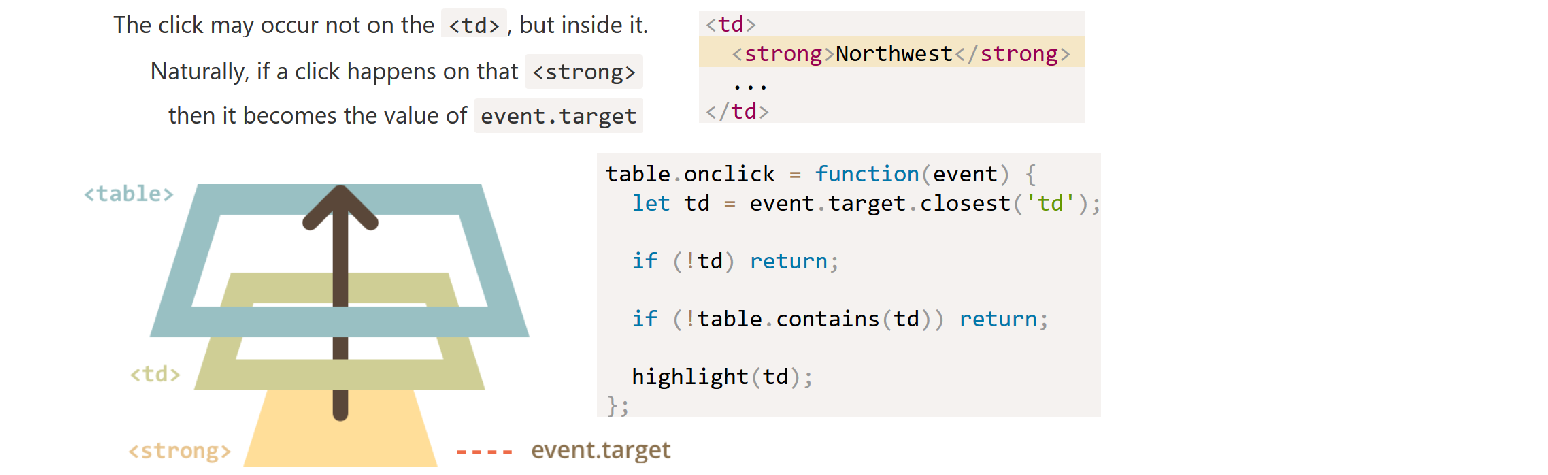 The click may occur not on the <td>, but inside it.
Naturally, if a click happens on that <strong>
then it becomes the value of event.target
<td>
<strong>Northwest</strong>
...
</td>
<table>
<td>
<strong>
---- event.target
table.onclick = function(event) {
let td = event.target.closest('td');
if (!td) return;
if (!table.contains(td)) return;
highlight(td);
};